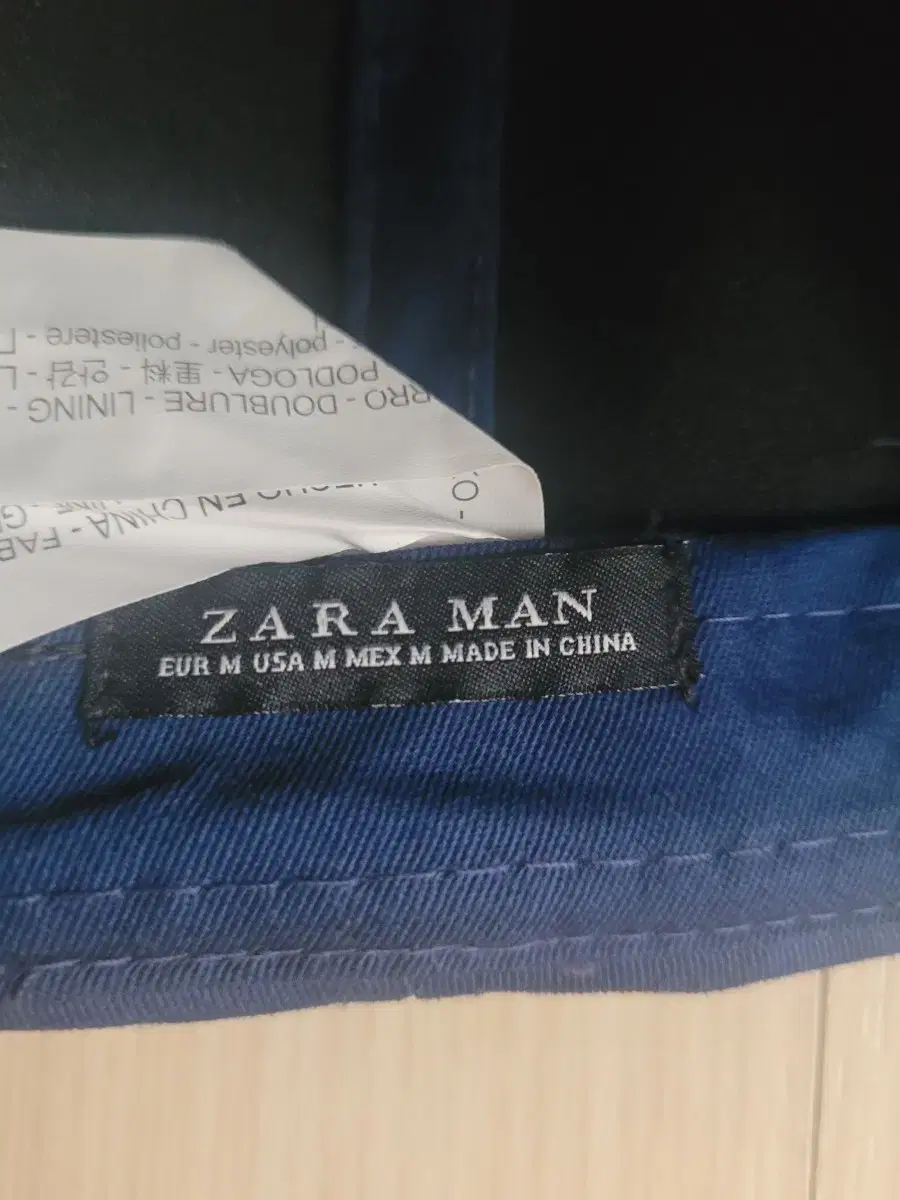 ZARA MAN
EUR M USA M MEX M MADE IN CHINA
RRO - DOUBLURE - LINING -
PODLOGA - 里料 - 안감 - L
- polyester - poliestere -
EN CHINA - FAB